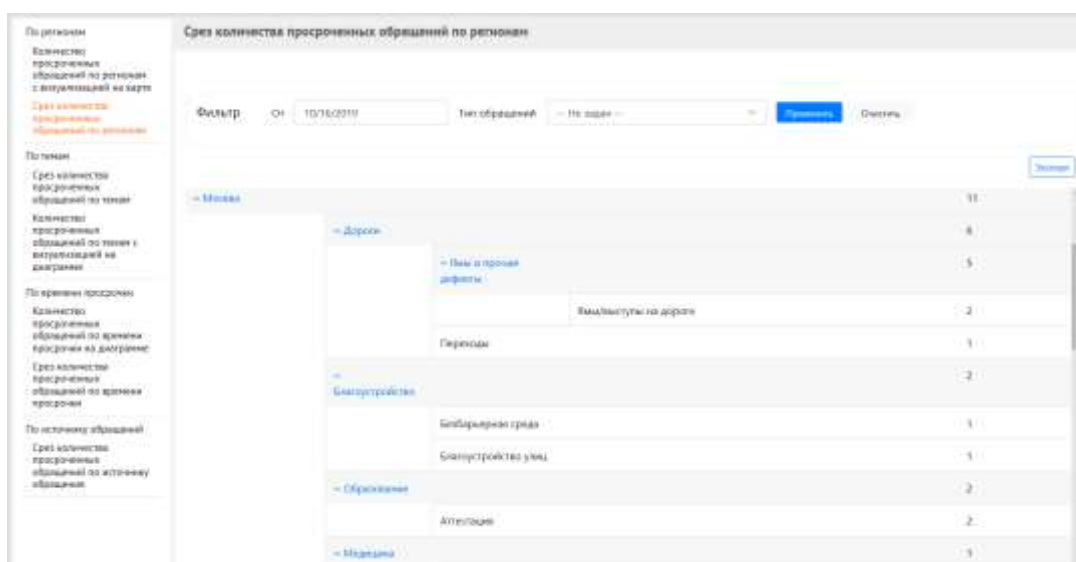 По регионам
Количество
просроченных
обращений по регионам
с визуализацией на карте
Срез количества
просроченных
обращений по регионам
По темам
Срез количества
просроченных
обращений по темам
Количество
просроченных
обращений по темам с
визуализацией на
диаграмме
По времени просрочки
Количество
просроченных
обращений по времени
просрочки на диаграмме
Срез количества
просроченных
обращений по времени
просрочки
По источнику обращений
Срез количества
просроченных
обращений по источнику
обращения
Срез количества просроченных обращений по регионам
Фильтр От 10/16/2019 Тип обращений -- Не задан -- Применить Очистить
Экспорт
Москва 11
Дороги 6
Ямы и прочие
дефекты 5
Ямы/выступы на дороге 2
Переходы 1
Благоустройство 2
Безбарьерная среда 1
Благоустройство улиц 1
Образование 2
Аттестация 2
Медицина 1